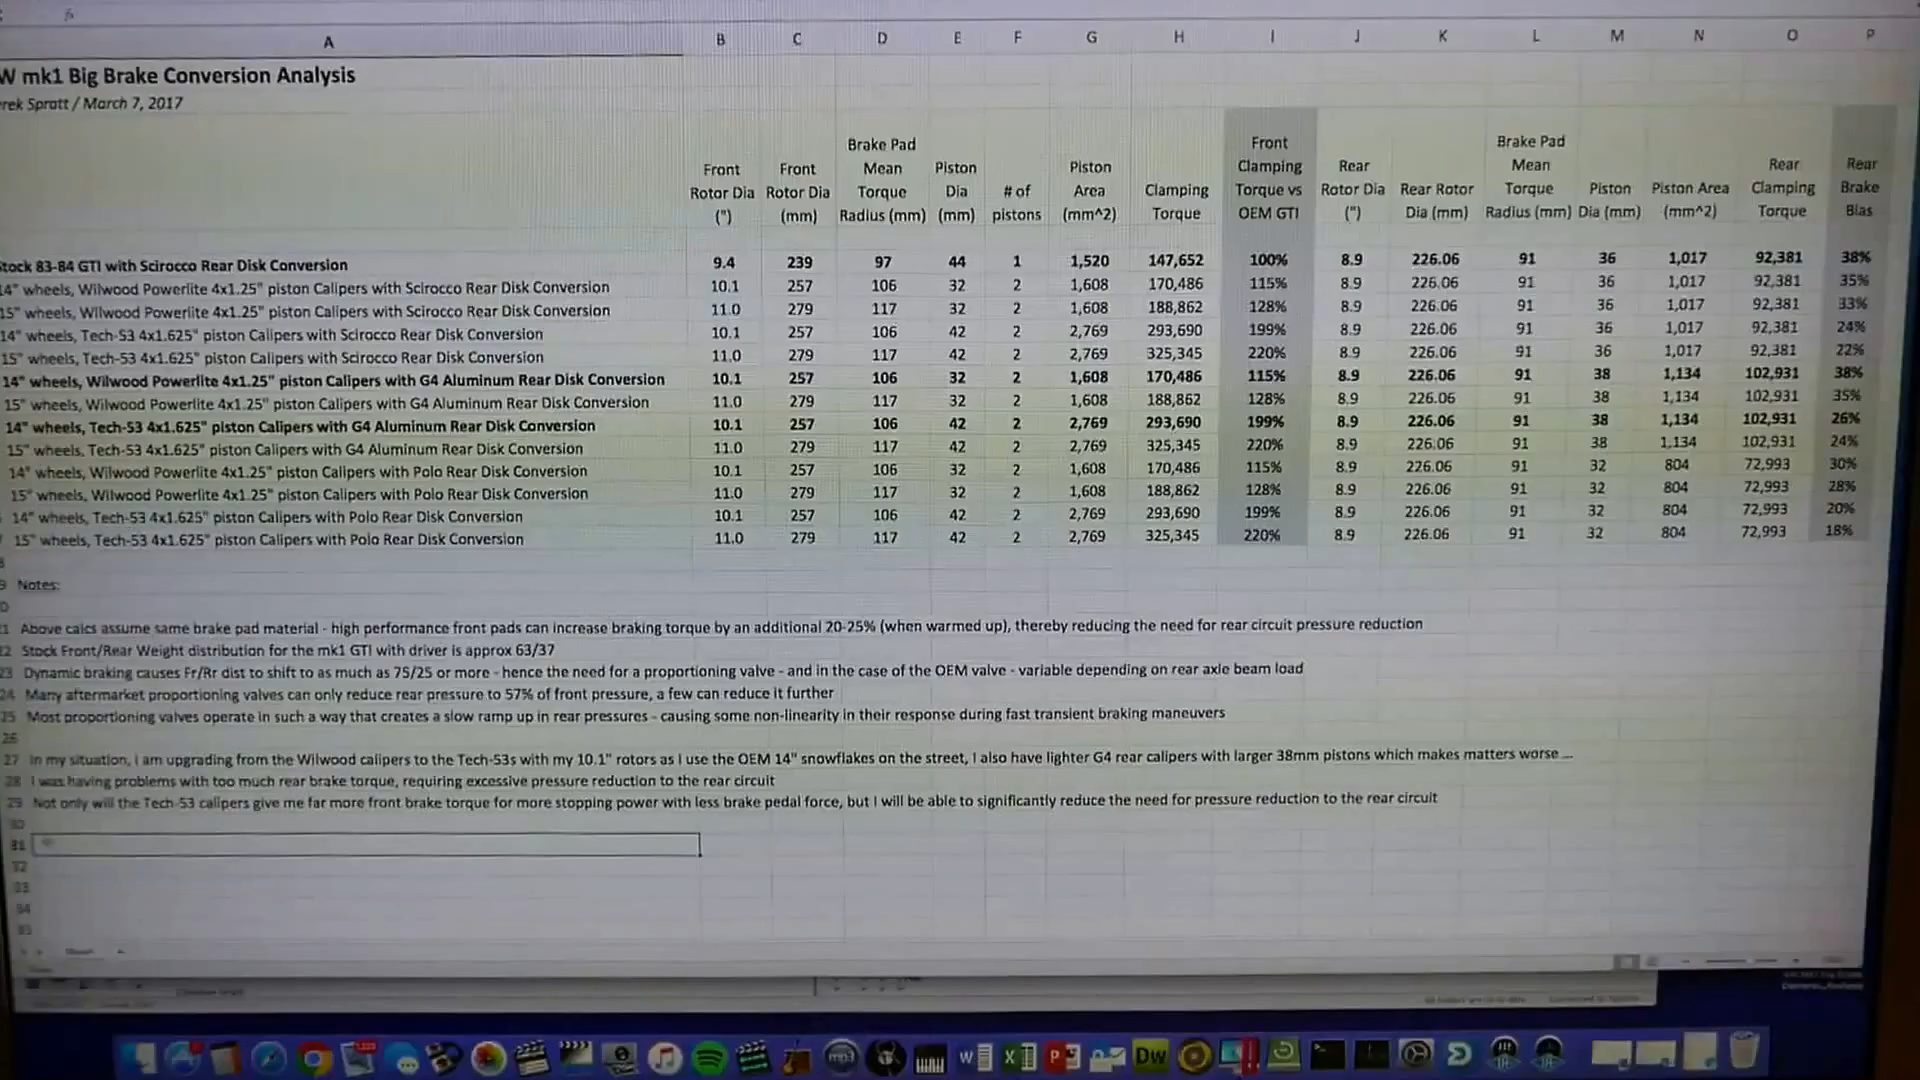 A B C D E F G H I J K L M N O P
W mk1 Big Brake Conversion Analysis
rek Spratt / March 7, 2017
Front Rotor Dia (") Front Rotor Dia (mm) Brake Pad Mean Torque Radius (mm) Piston Dia (mm) # of pistons Piston Area (mm^2) Clamping Torque Front Clamping Torque vs OEM GTI Rear Rotor Dia (") Rear Rotor Dia (mm) Brake Pad Mean Torque Radius (mm) Piston Dia (mm) Piston Area (mm^2) Rear Clamping Torque Rear Brake Bias
Stock 83-84 GTI with Scirocco Rear Disk Conversion 9.4 239 97 44 1 1,520 147,652 100% 8.9 226.06 91 36 1,017 92,381 38%
14" wheels, Wilwood Powerlite 4x1.25" piston Calipers with Scirocco Rear Disk Conversion 10.1 257 106 32 2 1,608 170,486 115% 8.9 226.06 91 36 1,017 92,381 35%
15" wheels, Wilwood Powerlite 4x1.25" piston Calipers with Scirocco Rear Disk Conversion 11.0 279 117 32 2 1,608 188,862 128% 8.9 226.06 91 36 1,017 92,381 33%
14" wheels, Tech-53 4x1.625" piston Calipers with Scirocco Rear Disk Conversion 10.1 257 106 42 2 2,769 293,690 199% 8.9 226.06 91 36 1,017 92,381 24%
15" wheels, Tech-53 4x1.625" piston Calipers with Scirocco Rear Disk Conversion 11.0 279 117 42 2 2,769 325,345 220% 8.9 226.06 91 36 1,017 92,381 22%
14" wheels, Wilwood Powerlite 4x1.25" piston Calipers with G4 Aluminum Rear Disk Conversion 10.1 257 106 32 2 1,608 170,486 115% 8.9 226.06 91 38 1,134 102,931 38%
15" wheels, Wilwood Powerlite 4x1.25" piston Calipers with G4 Aluminum Rear Disk Conversion 11.0 279 117 32 2 1,608 188,862 128% 8.9 226.06 91 38 1,134 102,931 35%
14" wheels, Tech-53 4x1.625" piston Calipers with G4 Aluminum Rear Disk Conversion 10.1 257 106 42 2 2,769 293,690 199% 8.9 226.06 91 38 1,134 102,931 26%
15" wheels, Tech-53 4x1.625" piston Calipers with G4 Aluminum Rear Disk Conversion 11.0 279 117 42 2 2,769 325,345 220% 8.9 226.06 91 38 1,134 102,931 24%
14" wheels, Wilwood Powerlite 4x1.25" piston Calipers with Polo Rear Disk Conversion 10.1 257 106 32 2 1,608 170,486 115% 8.9 226.06 91 32 804 72,993 30%
15" wheels, Wilwood Powerlite 4x1.25" piston Calipers with Polo Rear Disk Conversion 11.0 279 117 32 2 1,608 188,862 128% 8.9 226.06 91 32 804 72,993 28%
14" wheels, Tech-53 4x1.625" piston Calipers with Polo Rear Disk Conversion 10.1 257 106 42 2 2,769 293,690 199% 8.9 226.06 91 32 804 72,993 20%
15" wheels, Tech-53 4x1.625" piston Calipers with Polo Rear Disk Conversion 11.0 279 117 42 2 2,769 325,345 220% 8.9 226.06 91 32 804 72,993 18%
Notes:
Above calcs assume same brake pad material - high performance front pads can increase braking torque by an additional 20-25% (when warmed up), thereby reducing the need for rear circuit pressure reduction
Stock Front/Rear Weight distribution for the mk1 GTI with driver is approx 63/37
Dynamic braking causes Fr/Rr dist to shift to as much as 75/25 or more - hence the need for a proportioning valve - and in the case of the OEM valve - variable depending on rear axle beam load
24 Many aftermarket proportioning valves can only reduce rear pressure to 57% of front pressure, a few can reduce it further
25 Most proportioning valves operate in such a way that creates a slow ramp up in rear pressures - causing some non-linearity in their response during fast transient braking maneuvers
26
27 In my situation, I am upgrading from the Wilwood calipers to the Tech-53s with my 10.1" rotors as I use the OEM 14" snowflakes on the street, I also have lighter G4 rear calipers with larger 38mm pistons which makes matters worse ...
28 I was having problems with too much rear brake torque, requiring excessive pressure reduction to the rear circuit
29 Not only will the Tech-53 calipers give me far more front brake torque for more stopping power with less brake pedal force, but I will be able to significantly reduce the need for pressure reduction to the rear circuit
30
31
32
33
34
mp3 W X P Dw